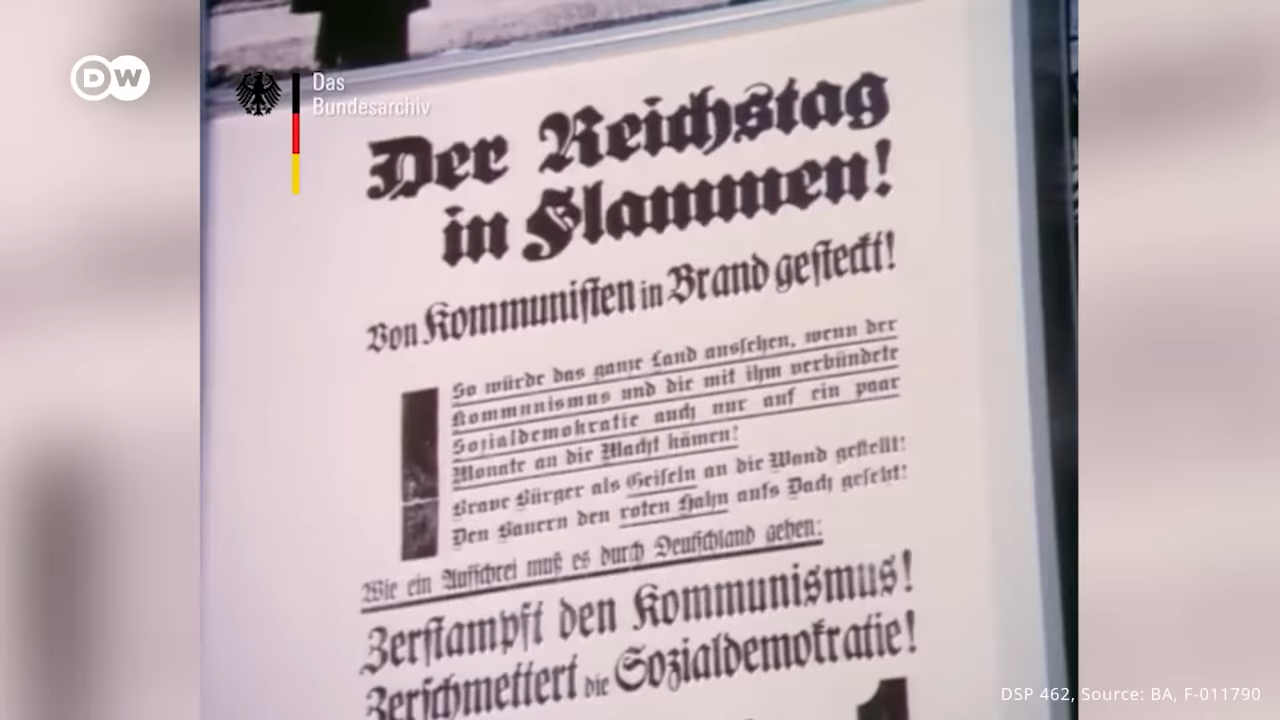 DW
Das
Bundesarchiv
Der Reichstag
in Flammen!
Von Kommunisten in Brand gesteckt!
So würde das ganze Land aussehen, wenn der
Kommunismus und die mit ihm verbündete
Sozialdemokratie auch nur auf ein paar
Monate an die Macht kämen!
Brave Bürger als Geiseln an die Wand gestellt!
Den Bauern den roten Hahn aufs Dach gesetzt!
Wie ein Aufschrei muß es durch Deutschland gehen:
Zerstampft den Kommunismus!
Zerschmettert die Sozialdemokratie!
DSP 462, Source: BA, F-011790